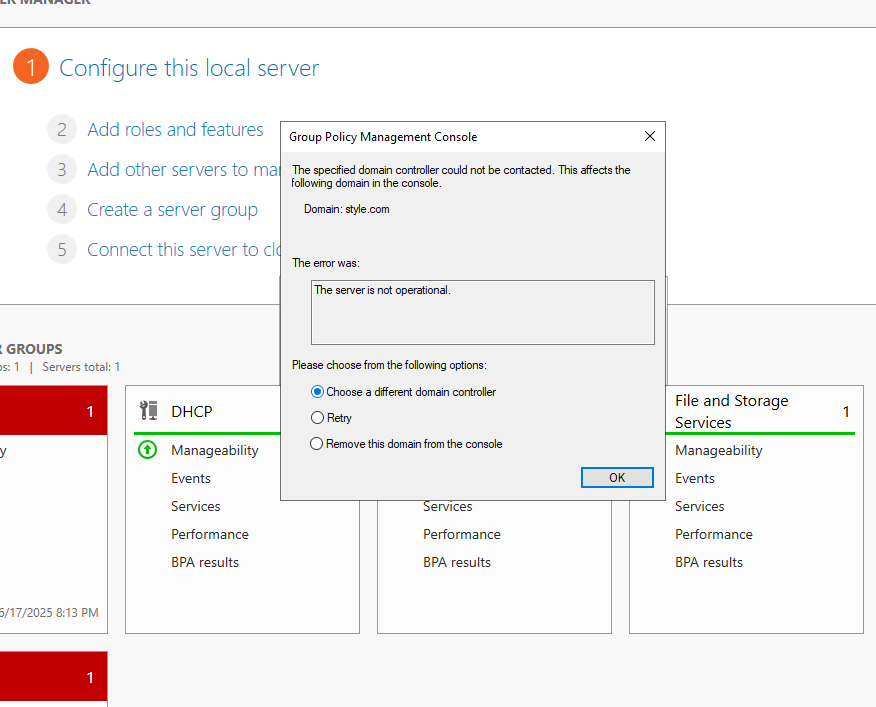 1 Configure this local server
2 Add roles and features
3 Add other servers to
4 Create a server group
5 Connect this server to
Group Policy Management Console
The specified domain controller could not be contacted. This affects the
following domain in the console.
Domain: style.com
The error was:
The server is not operational.
Please choose from the following options:
Choose a different domain controller
Retry
Remove this domain from the console
OK
GROUPS
1 | Servers total: 1
1
6/17/2025 8:13 PM
1
DHCP
Manageability
Events
Services
Performance
BPA results
Services
Performance
BPA results
File and Storage
Services 1
Manageability
Events
Services
Performance
BPA results